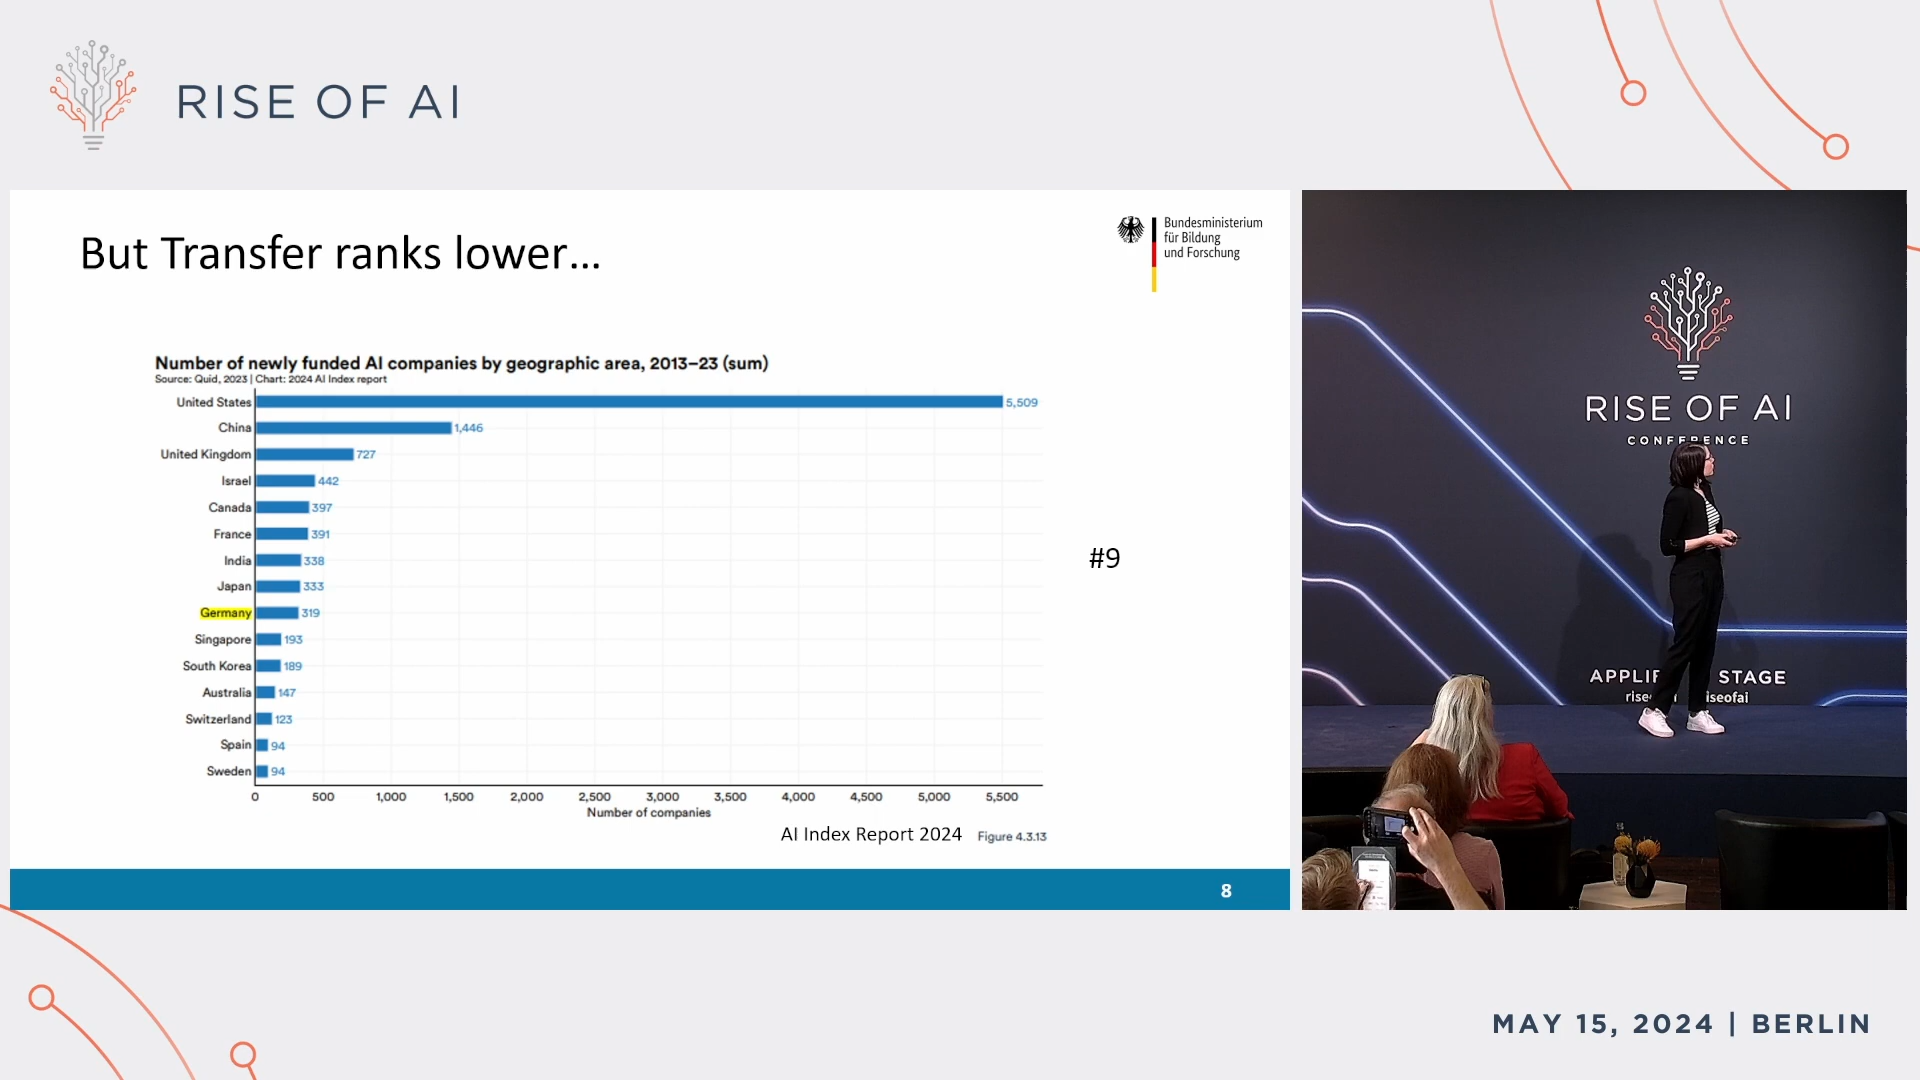 RISE OF AI
But Transfer ranks lower...
Bundesministerium
für Bildung
und Forschung
Number of newly funded AI companies by geographic area, 2013–23 (sum)
Source: Quid, 2023 | Chart: 2024 AI Index report
United States 5,509
China 1,446
United Kingdom 727
Israel 442
Canada 397
France 391
India 338
Japan 333
Germany 319
Singapore 193
South Korea 189
Australia 147
Switzerland 123
Spain 94
Sweden 94
0 500 1,000 1,500 2,000 2,500 3,000 3,500 4,000 4,500 5,000 5,500
Number of companies
AI Index Report 2024 Figure 4.3.13
#9
8
RISE OF AI
CONFERENCE
STAGE
MAY 15, 2024 | BERLIN